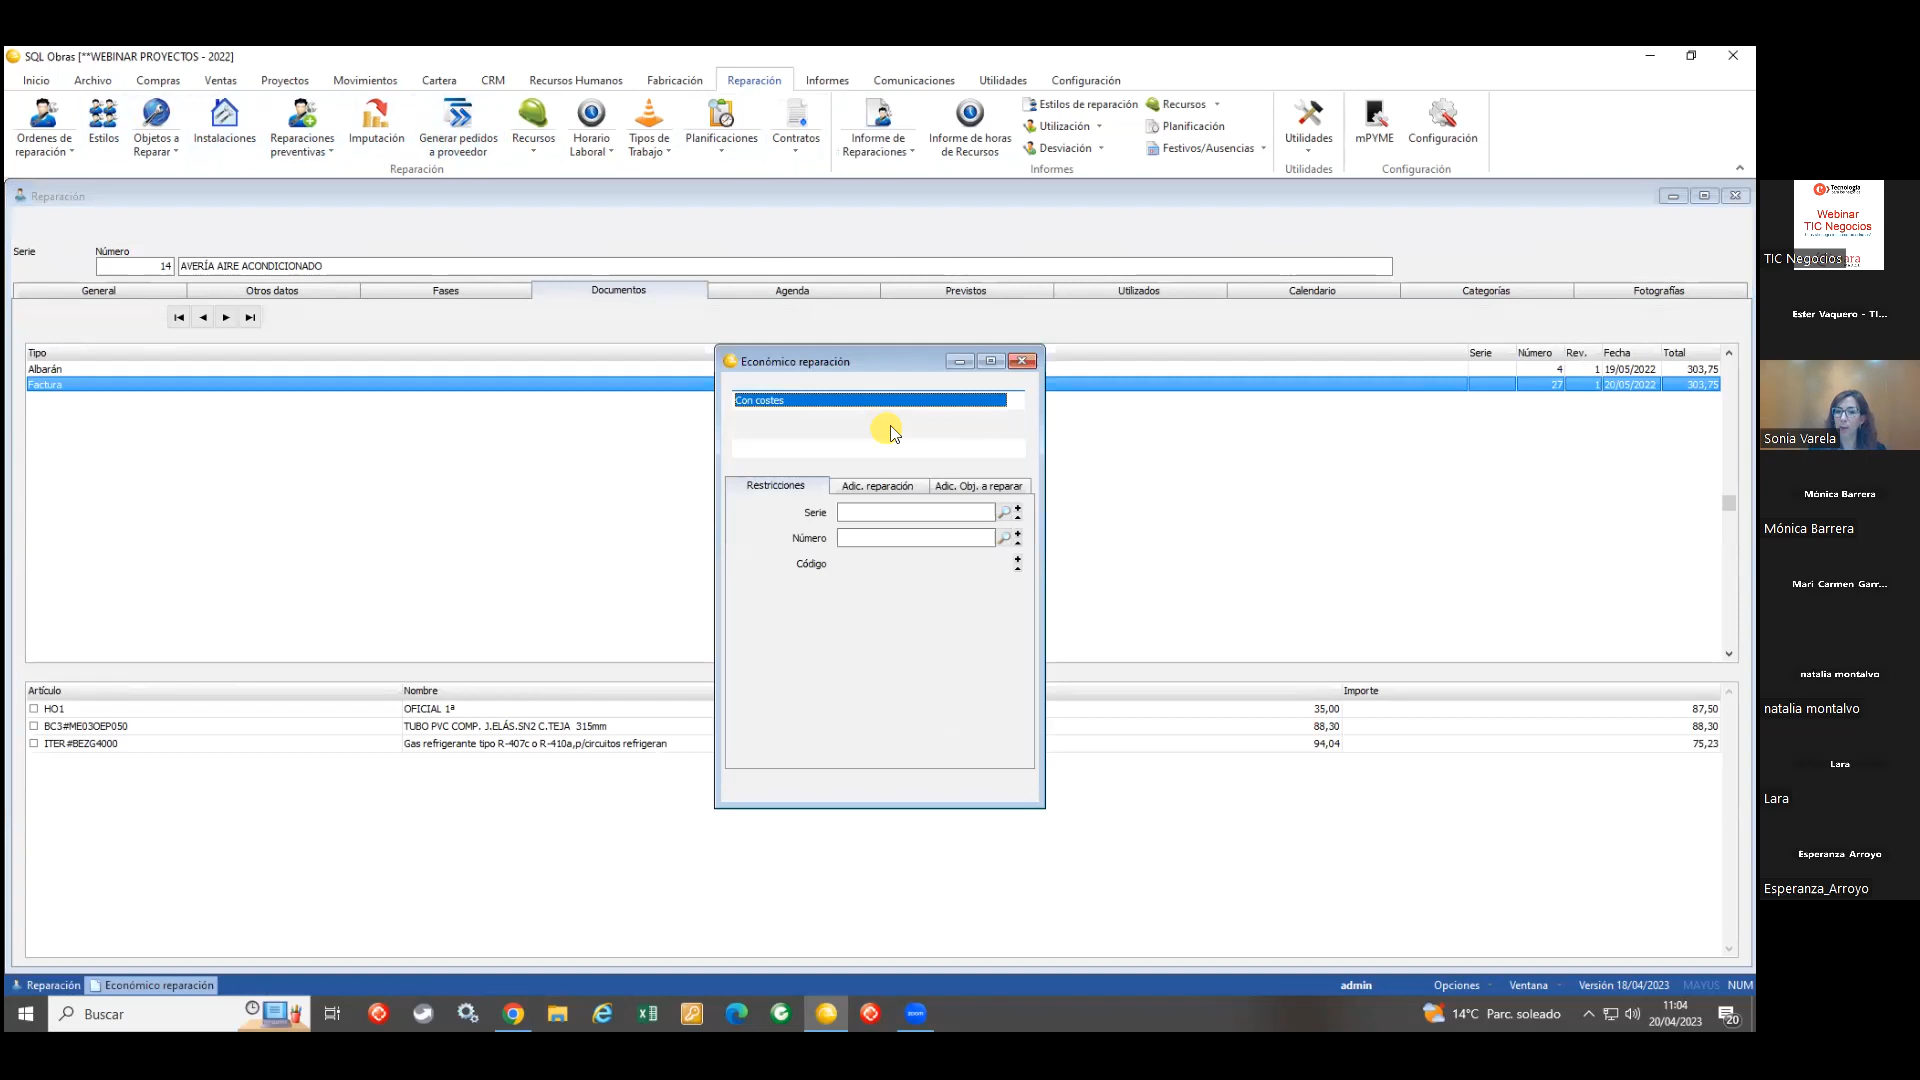 SQL Obras [**WEBINAR PROYECTOS - 2022]
Inicio Archivo Compras Ventas Proyectos Movimientos Cartera CRM Recursos Humanos Fabricación Reparación Informes Comunicaciones Utilidades Configuración
Ordenes de reparación
Estilos
Objetos a Reparar
Instalaciones
Reparaciones preventivas
Imputación
Generar pedidos a proveedor
Recursos
Horario Laboral
Tipos de Trabajo
Planificaciones
Contratos
Reparación
Informe de Reparaciones
Informe de horas de Recursos
Estilos de reparación
Utilización
Desviación
Recursos
Planificación
Festivos/Ausencias
Informes
Utilidades
Utilidades
mPYME
Configuración
Configuración
Reparación
Serie Número
14 AVERÍA AIRE ACONDICIONADO
General Otros datos Fases Documentos Agenda Previstos Utilizados Calendario Categorías Fotografías
Tipo Serie Número Rev. Fecha Total
Albarán 4 1 19/05/2022 303,75
Factura 27 1 20/05/2022 303,75
Económico reparación
Con costes
Restricciones Adic. reparación Adic. Obj. a reparar
Serie
Número
Código
Artículo Nombre Importe
HO1 OFICIAL 1ª 35,00 87,50
BC3#ME03OEP050 TUBO PVC COMP. J.ELÁS.SN2 C.TEJA 315mm 88,30 88,30
ITER#BEZG4000 Gas refrigerante tipo R-407c o R-410a,p/circuitos refrigeran 94,04 75,23
Reparación Económico reparación admin Opciones Ventana Versión 18/04/2023 MAYUS NUM
Buscar
zoom
14°C Parc. soleado
11:04
20/04/2023
20
Tecnología
Webinar
TIC Negocios
TIC Negocios
Ester Vaquero - TI...
Sonia Varela
Mónica Barrera
Mónica Barrera
Mari Carmen Garr...
natalia montalvo
natalia montalvo
Lara
Lara
Esperanza Arroyo
Esperanza_Arroyo